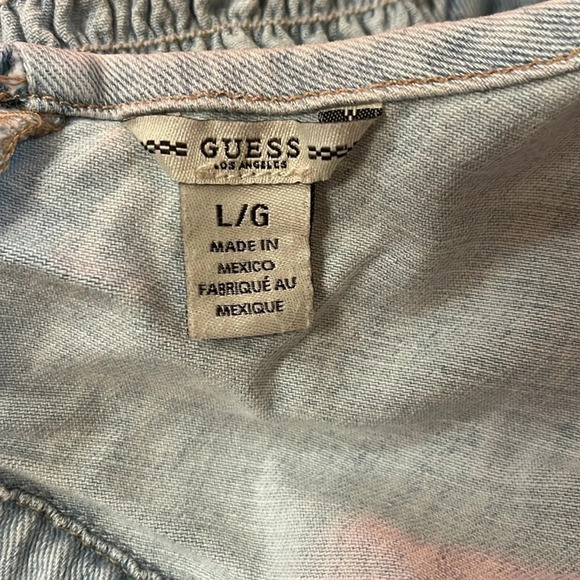 GUESS
LOS ANGELES
L/G
MADE IN
MEXICO
FABRIQUÉ AU
MEXIQUE